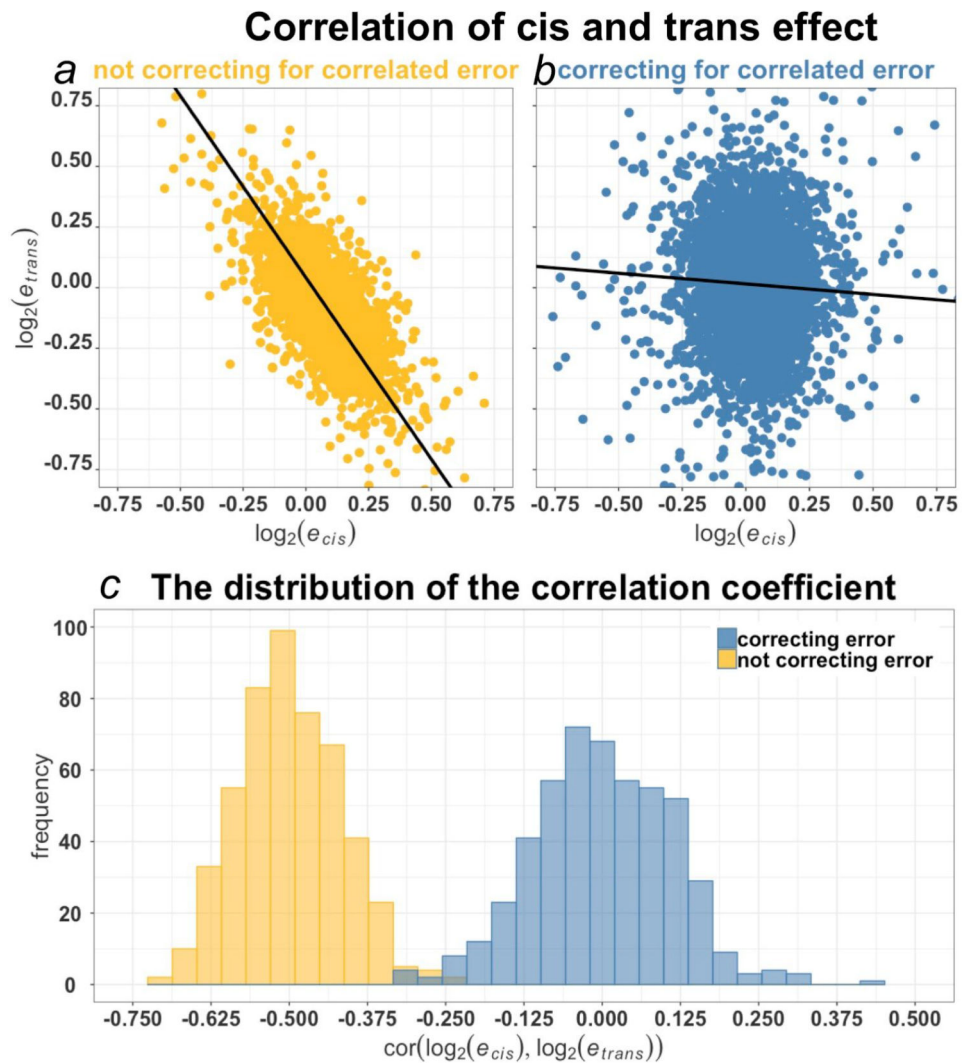 Correlation of cis and trans effect
a not correcting for correlated error
b correcting for correlated error
0.75
0.50
0.25
0.00
-0.25
-0.50
-0.75
log2(e trans)
-0.75 -0.50 -0.25 0.00 0.25 0.50 0.75
log2(e cis)
-0.75 -0.50 -0.25 0.00 0.25 0.50 0.75
log2(e cis)
c The distribution of the correlation coefficient
100
80
60
40
20
0
frequency
correcting error
not correcting error
-0.750 -0.625 -0.500 -0.375 -0.250 -0.125 0.000 0.125 0.250 0.375 0.500
cor(log2(e cis), log2(e trans))